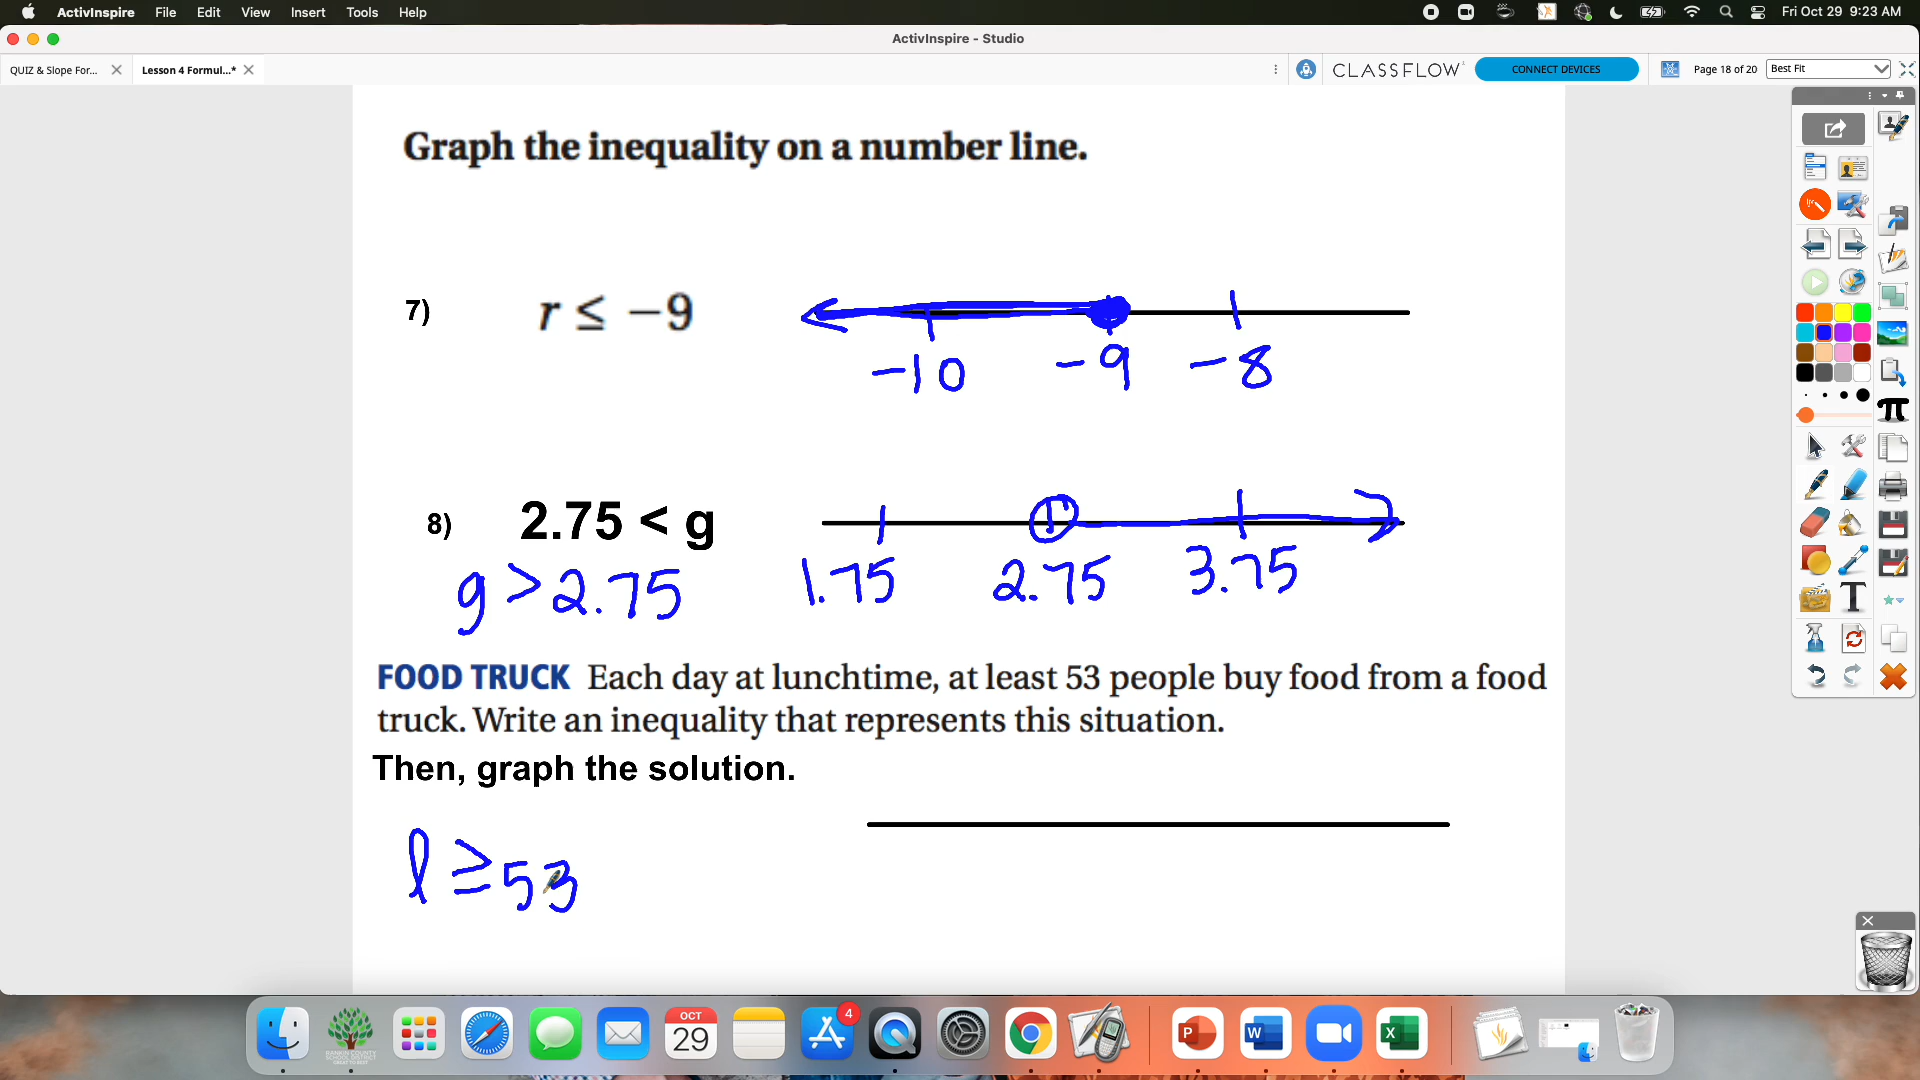 ActivInspire File Edit View Insert Tools Help Fri Oct 29 9:23 AM
ActivInspire - Studio
QUIZ & Slope For... Lesson 4 Formul...* CLASSFLOW CONNECT DEVICES Page 18 of 20 Best Fit
Graph the inequality on a number line.
7) r ≤ −9
−10 −9 −8
8) 2.75 < g
g > 2.75 1.75 2.75 3.75
FOOD TRUCK Each day at lunchtime, at least 53 people buy food from a food
truck. Write an inequality that represents this situation.
Then, graph the solution.
l ≥ 53
OCT
29
4
P
W
X